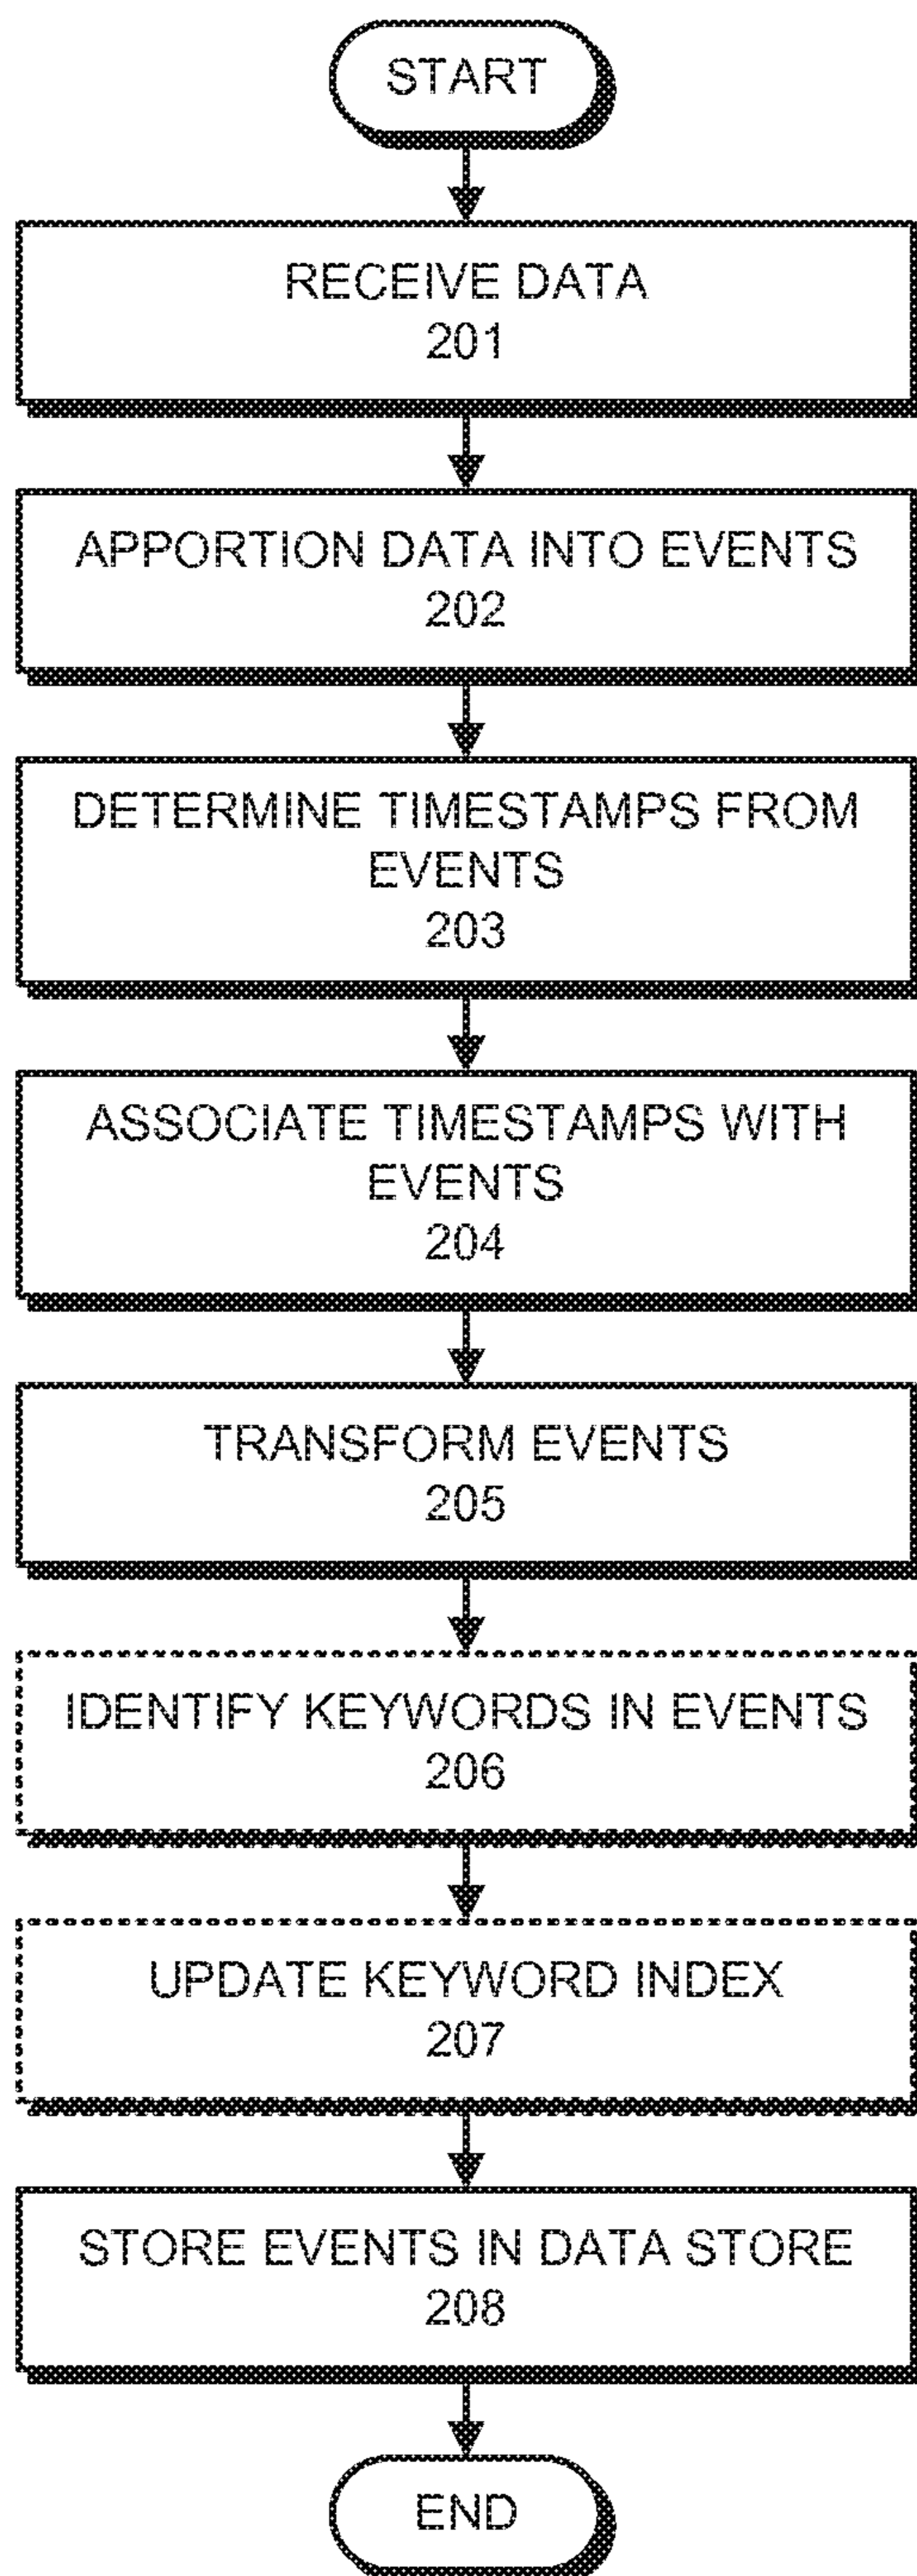 START
RECEIVE DATA
201
APPORTION DATA INTO EVENTS
202
DETERMINE TIMESTAMPS FROM
EVENTS
203
ASSOCIATE TIMESTAMPS WITH
EVENTS
204
TRANSFORM EVENTS
205
IDENTIFY KEYWORDS IN EVENTS
206
UPDATE KEYWORD INDEX
207
STORE EVENTS IN DATA STORE
208
END